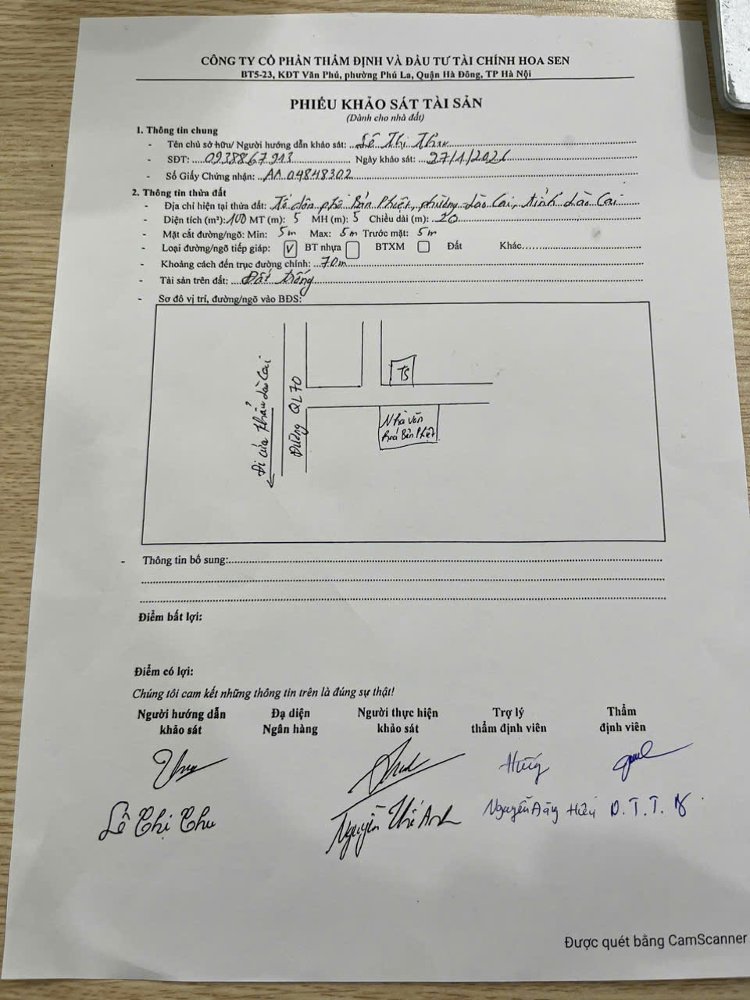 CÔNG TY CỔ PHẦN THẨM ĐỊNH VÀ ĐẦU TƯ TÀI CHÍNH HOA SEN
BT5-23, KĐT Văn Phú, phường Phú La, Quận Hà Đông, TP Hà Nội
PHIẾU KHẢO SÁT TÀI SẢN
(Dành cho nhà đất)
1. Thông tin chung
- Tên chủ sở hữu/ Người hướng dẫn khảo sát: Lê Thị
- SĐT: 0938867913 Ngày khảo sát: 27/1/2026
- Số Giấy Chứng nhận: AA 04848302
2. Thông tin thửa đất
- Địa chỉ hiện tại thửa đất: Tổ dân phố Bản Phiệt, phường Lào Cai, tỉnh Lào Cai
- Diện tích (m²): 100 MT (m): 5 MH (m): 5 Chiều dài (m): 20
- Mặt cắt đường/ngõ: Min: 5m Max: 5m Trước mặt: 5m
- Loại đường/ngõ tiếp giáp: V BT nhựa BTXM Đất Khác
- Khoảng cách đến trục đường chính: 70m
- Tài sản trên đất: Đất trống
- Sơ đồ vị trí, đường/ngõ vào BĐS:
Đi cửa khẩu Lào Cai
Đường QL70
TS
Nhà văn
hoá Bản Phiệt
- Thông tin bổ sung:
Điểm bất lợi:
Điểm có lợi:
Chúng tôi cam kết những thông tin trên là đúng sự thật!
Người hướng dẫn khảo sát Đạ diện Ngân hàng Người thực hiện khảo sát Trợ lý thẩm định viên Thẩm định viên
Lê Thị Thu Nguyễn Thế Anh Nguyễn D.T.T.
Được quét bằng CamScanner